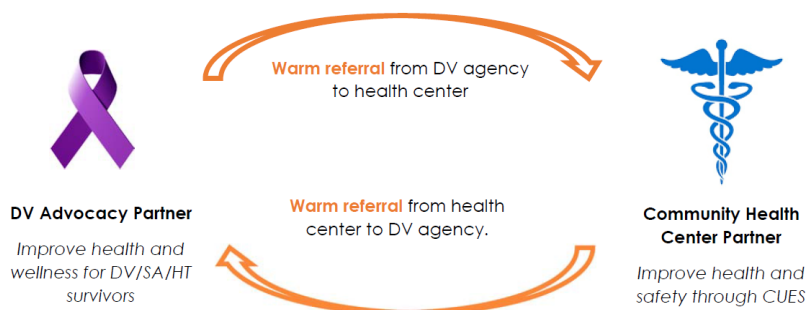 Warm referral from DV agency
to health center
DV Advocacy Partner
Improve health and
wellness for DV/SA/HT
survivors
Warm referral from health
center to DV agency.
Community Health
Center Partner
Improve health and
safety through CUES